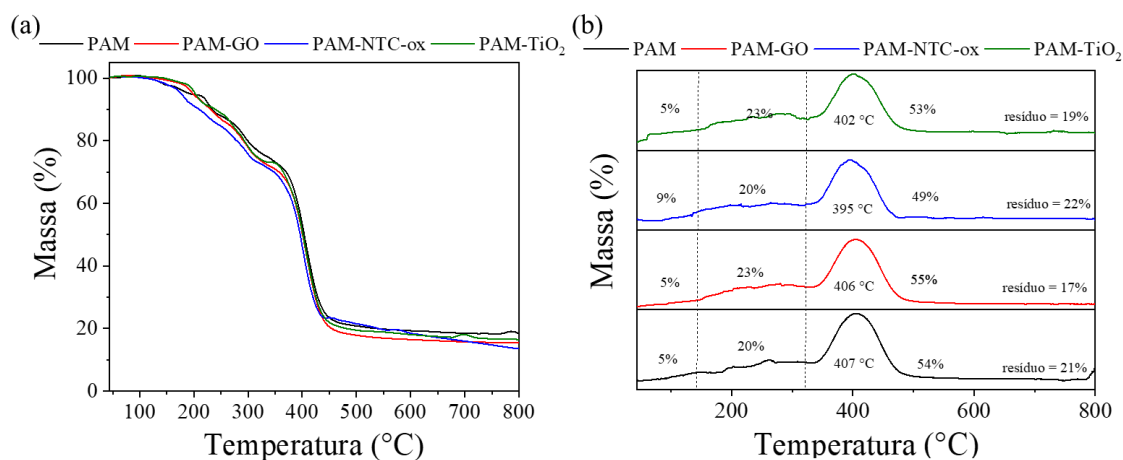 (a)
PAM PAM-GO PAM-NTC-ox PAM-TiO₂
100
80
60
40
20
0
Massa (%)
100 200 300 400 500 600 700 800
Temperatura (°C)
(b)
PAM PAM-GO PAM-NTC-ox PAM-TiO₂
Massa (%)
5% 23% 402 °C 53% resíduo = 19%
9% 20% 395 °C 49% resíduo = 22%
5% 23% 406 °C 55% resíduo = 17%
5% 20% 407 °C 54% resíduo = 21%
200 400 600 800
Temperatura (°C)